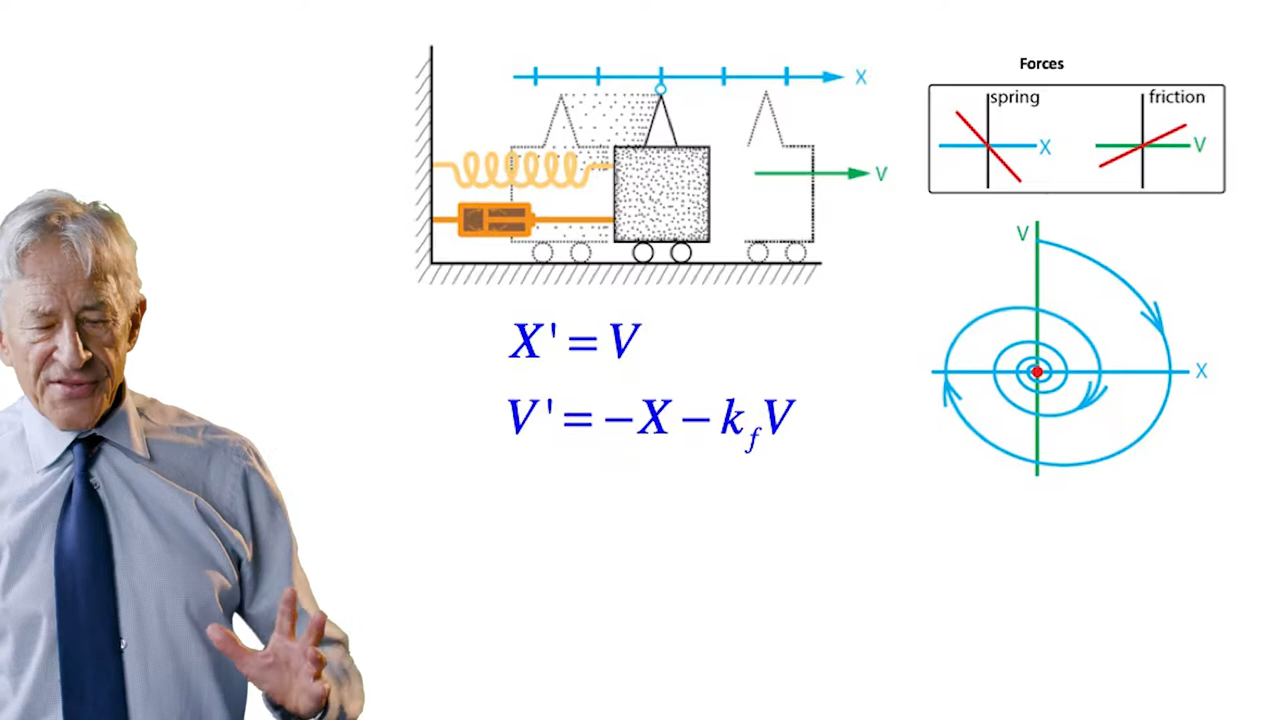 X
V
X' = V
V' = −X − k_f V
Forces
spring
friction
X
V
V
X